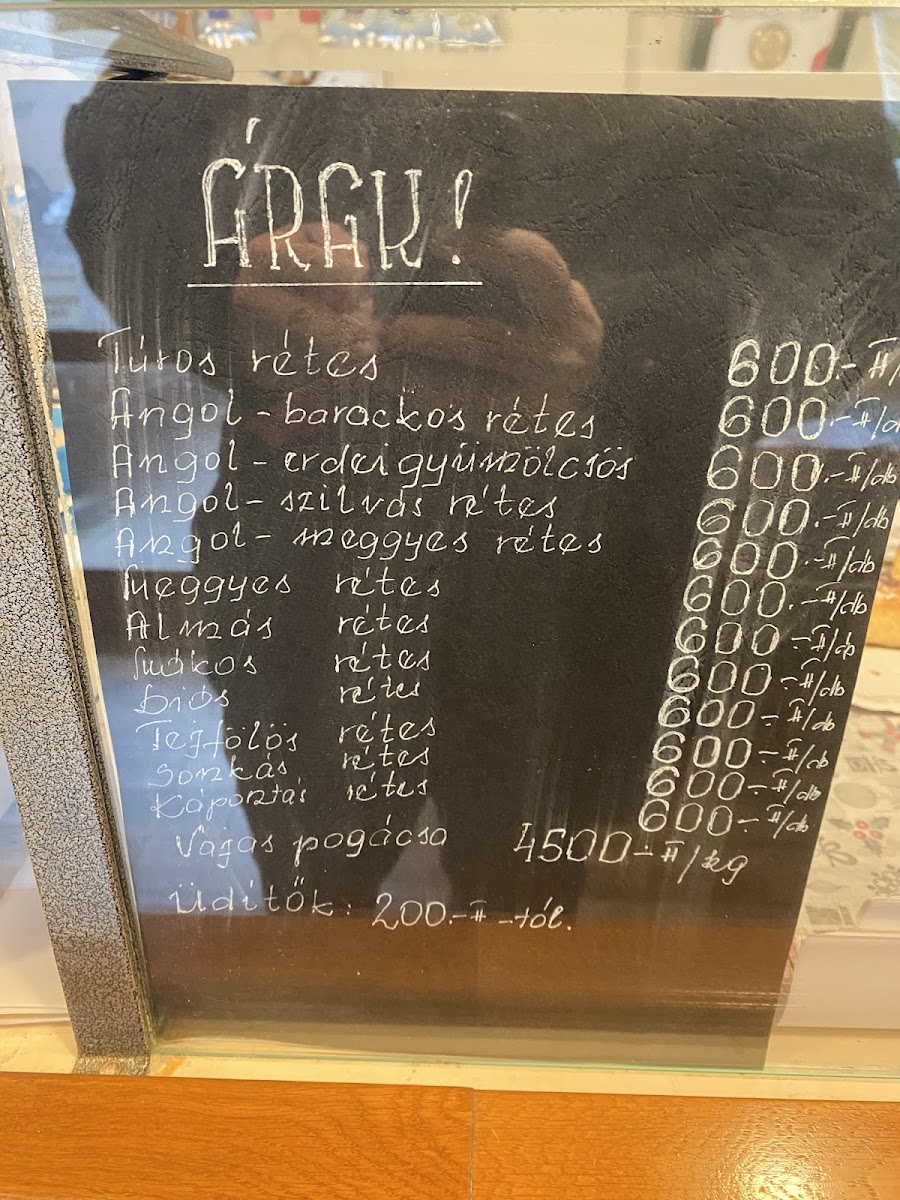 ÁRAK!
Túros rétes 600.- Ft/
Angol-barackos rétes 600.-Ft/d
Angol-erdei gyümölcsös 600.-Ft/db
Angol-szilvás rétes 600.-Ft/db
Angol-meggyes rétes 600.-Ft/db
Meggyes rétes 600.-Ft/db
Almás rétes 600-Ft/db
Mákos rétes 600-Ft/db
Diós rétes 600-Ft/db
Tejfölös rétes 600-Ft/db
Sonkás rétes 600-Ft/db
Káposztás rétes 600-Ft/db
Vajas pogácsa 4500-Ft/kg
Üdítők: 200.-Ft-tól.